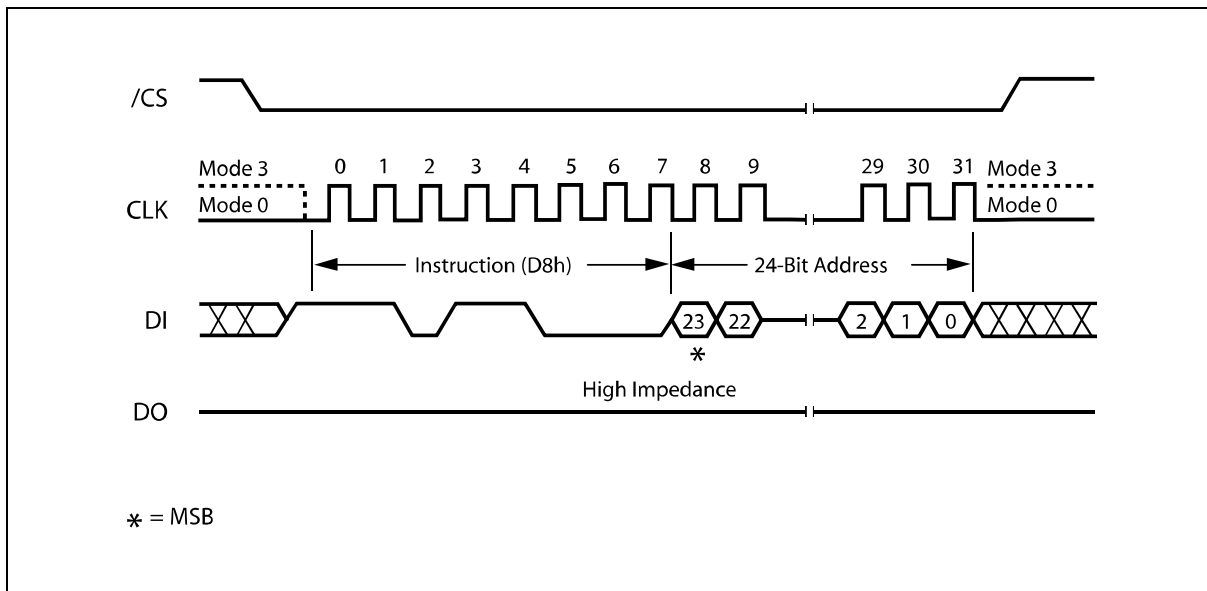 /CS
Mode 3 0 1 2 3 4 5 6 7 8 9 29 30 31 Mode 3
CLK Mode 0 Mode 0
Instruction (D8h) 24-Bit Address
DI 23 22 2 1 0
*
High Impedance
DO
* = MSB